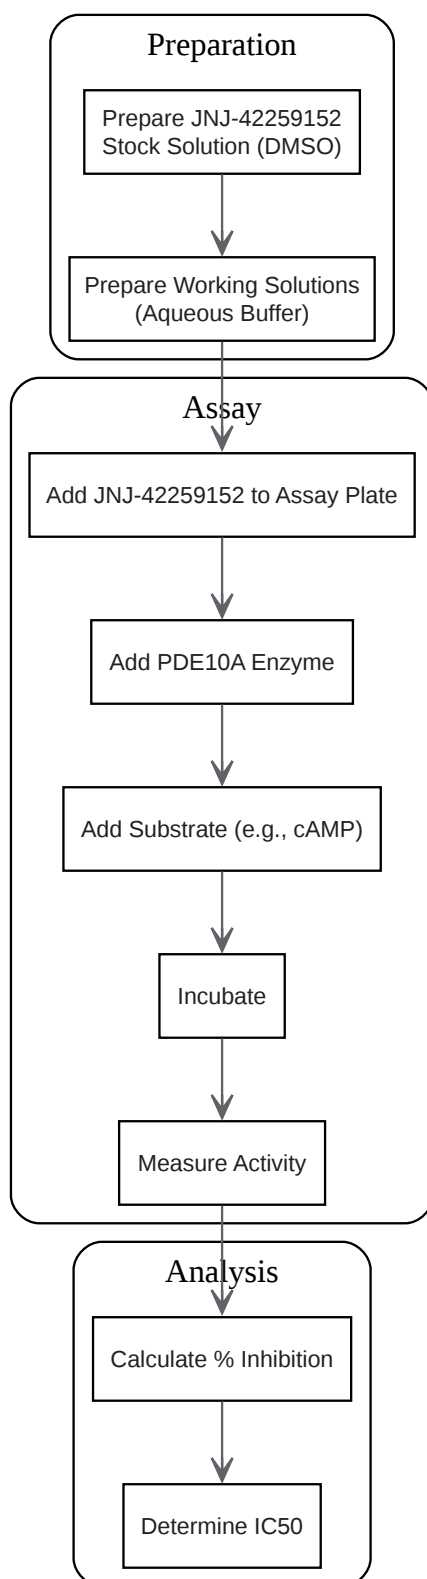 Preparation
Prepare JNJ-42259152
Stock Solution (DMSO)
Prepare Working Solutions
(Aqueous Buffer)
Assay
Add JNJ-42259152 to Assay Plate
Add PDE10A Enzyme
Add Substrate (e.g., cAMP)
Incubate
Measure Activity
Analysis
Calculate % Inhibition
Determine IC50